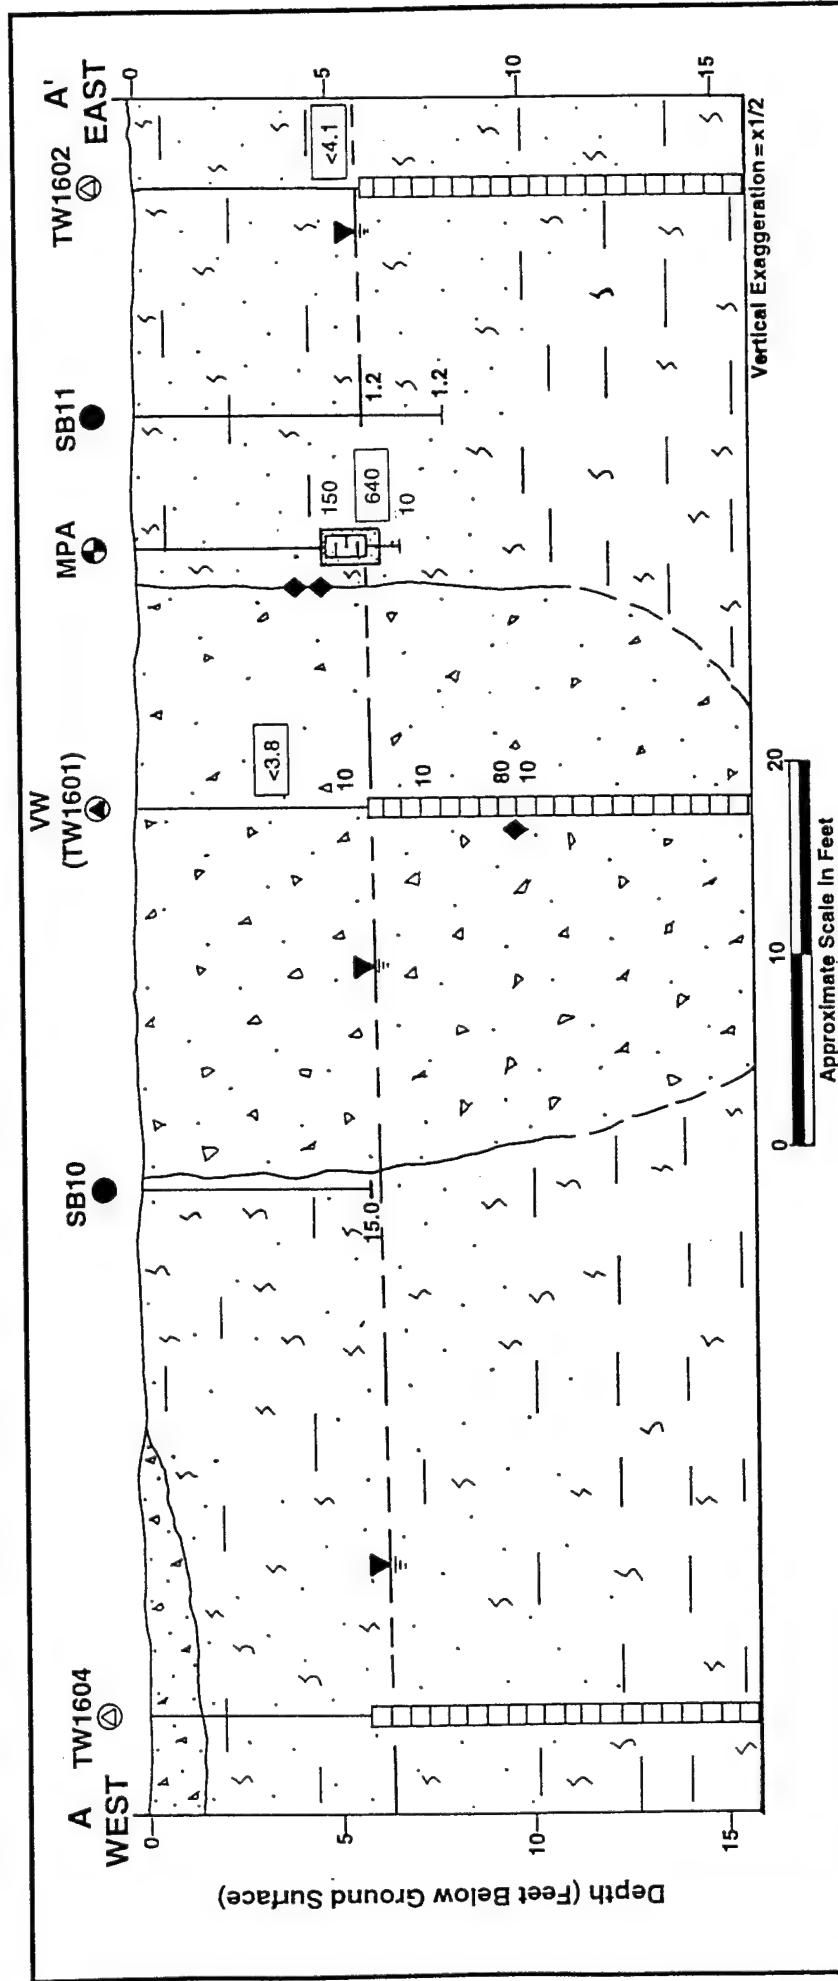 A
WEST
TW1604
SB10
VW
(TW1601)
MPA
SB11
TW1602
A'
EAST
0
5
10
15
Depth (Feet Below Ground Surface)
15.0
<3.8
10
10
80
10
150
640
10
1.2
1.2
<4.1
0
5
10
15
Vertical Exaggeration = x1/2
0
10
20
Approximate Scale in Feet